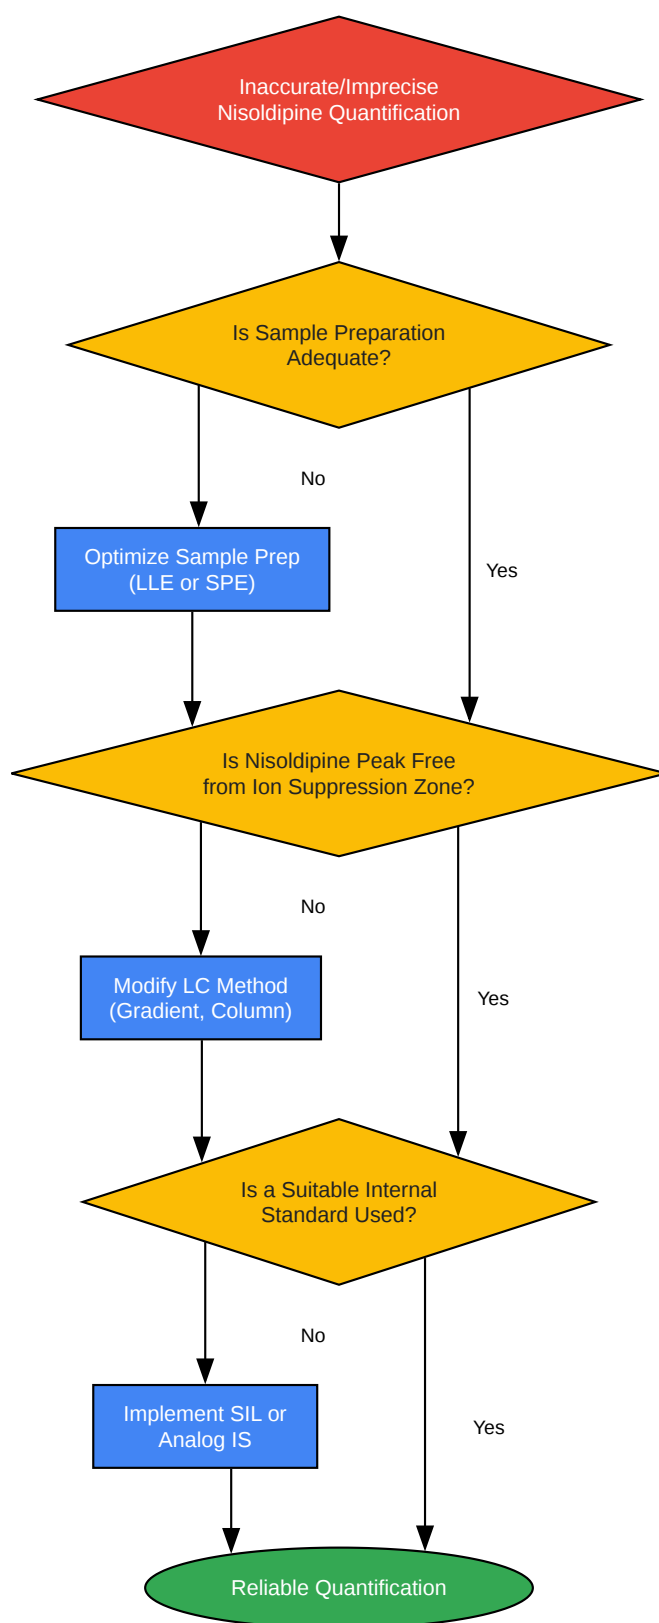 Inaccurate/Imprecise
Nisoldipine Quantification
Is Sample Preparation
Adequate?
No
Optimize Sample Prep
(LLE or SPE)
Yes
Is Nisoldipine Peak Free
from Ion Suppression Zone?
No
Modify LC Method
(Gradient, Column)
Yes
Is a Suitable Internal
Standard Used?
No
Implement SIL or
Analog IS
Yes
Reliable Quantification